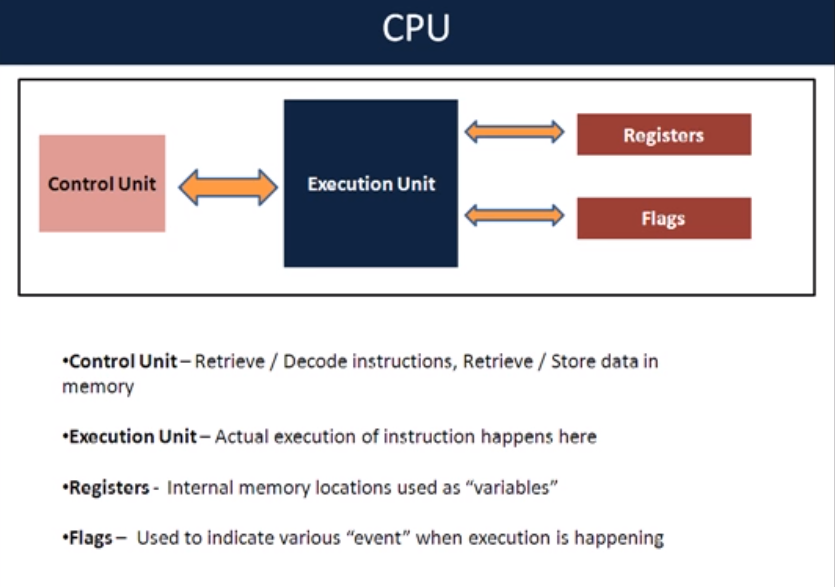 CPU
Control Unit
Execution Unit
Registers
Flags
•Control Unit – Retrieve / Decode instructions, Retrieve / Store data in
memory
•Execution Unit – Actual execution of instruction happens here
•Registers - Internal memory locations used as “variables”
•Flags – Used to indicate various “event” when execution is happening